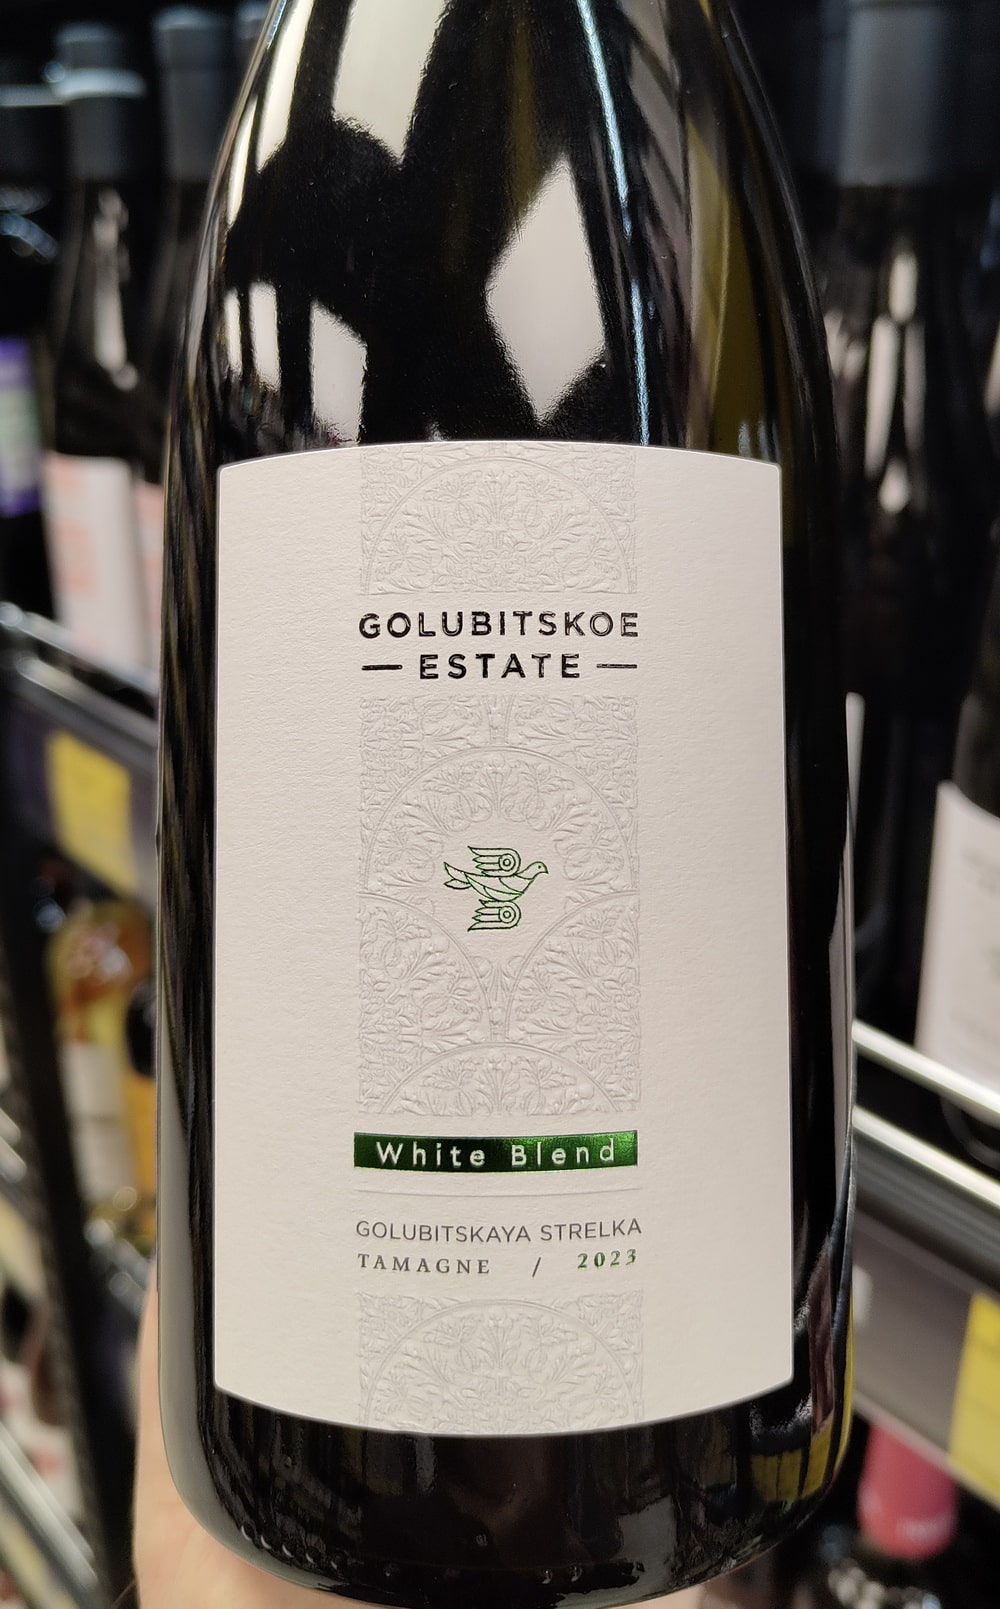 GOLUBITSKOE
ESTATE
White Blend
GOLUBITSKAYA STRELKA
TAMAGNE / 2023